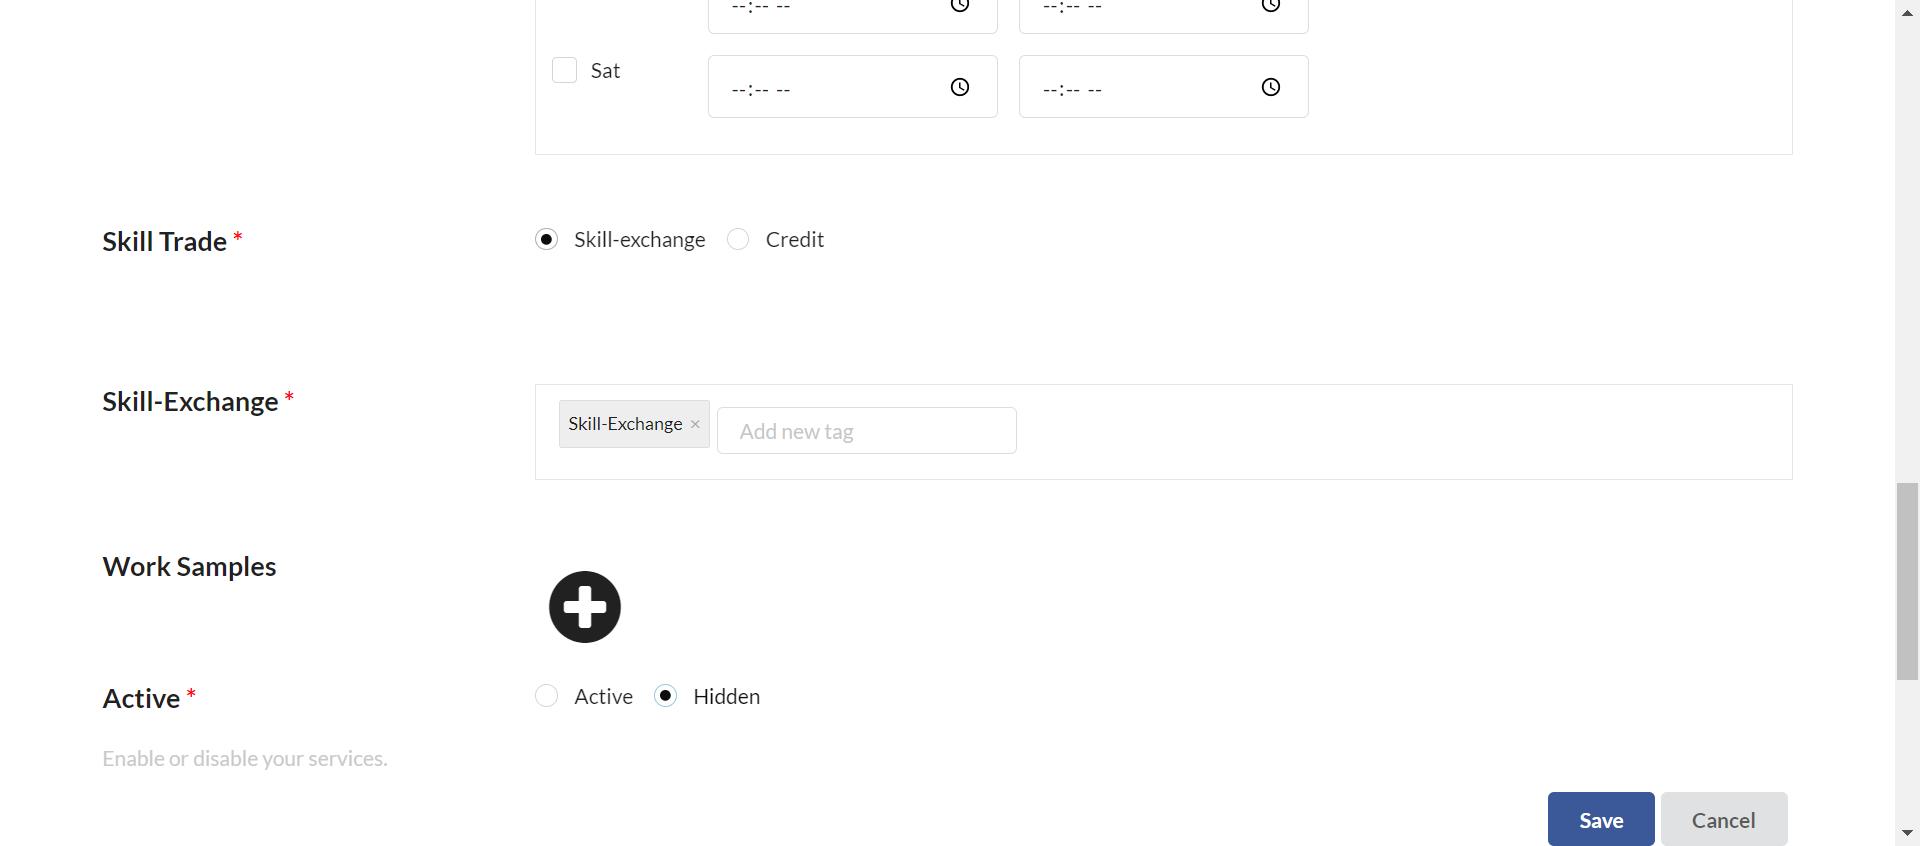 --:-- -- --:-- --
Sat --:-- -- --:-- --
Skill Trade * Skill-exchange Credit
Skill-Exchange * Skill-Exchange × Add new tag
Work Samples
Active * Active Hidden
Enable or disable your services.
Save Cancel